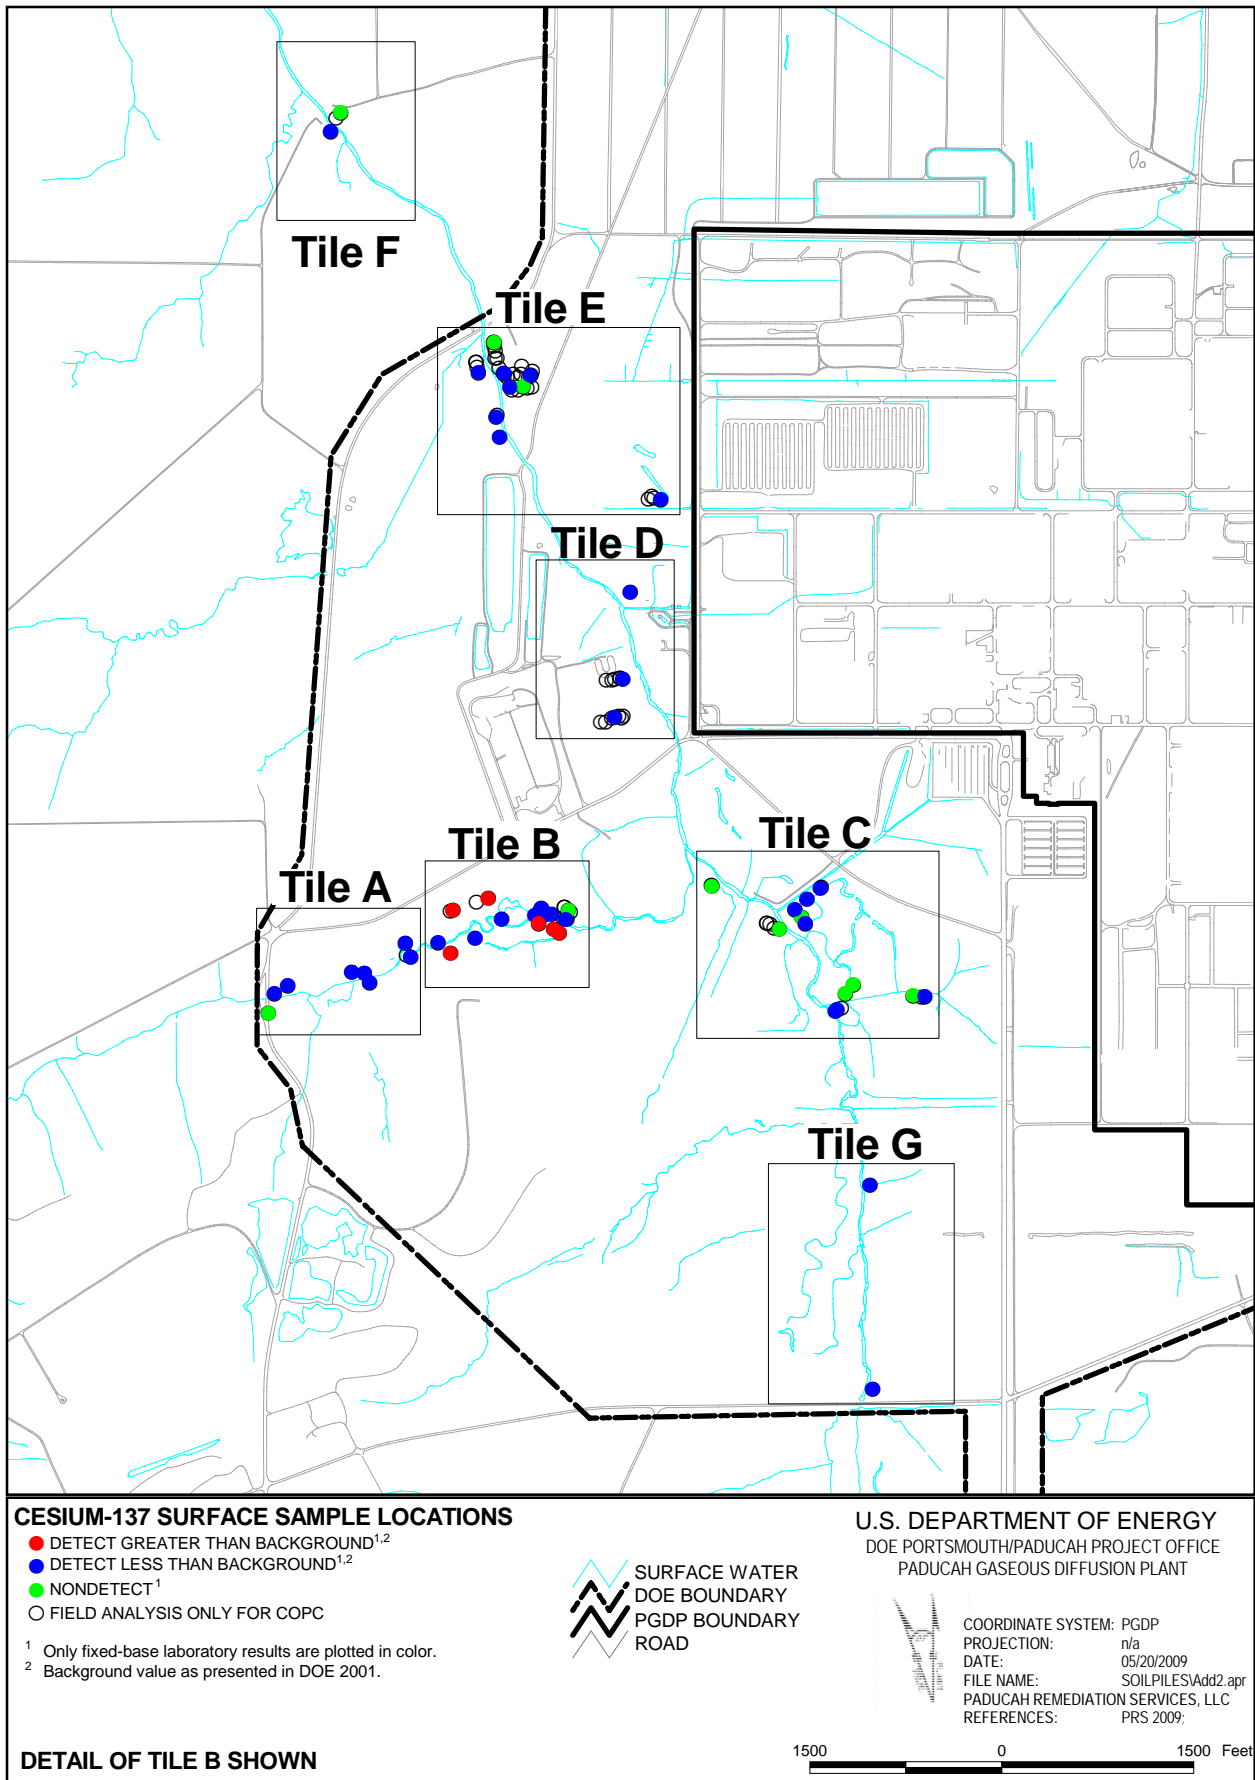 Tile F
Tile E
Tile D
Tile B
Tile C
Tile A
Tile G
CESIUM-137 SURFACE SAMPLE LOCATIONS
DETECT GREATER THAN BACKGROUND1,2
DETECT LESS THAN BACKGROUND1,2
NONDETECT1
FIELD ANALYSIS ONLY FOR COPC
1 Only fixed-base laboratory results are plotted in color.
2 Background value as presented in DOE 2001.
DETAIL OF TILE B SHOWN
SURFACE WATER
DOE BOUNDARY
PGDP BOUNDARY
ROAD
U.S. DEPARTMENT OF ENERGY
DOE PORTSMOUTH/PADUCAH PROJECT OFFICE
PADUCAH GASEOUS DIFFUSION PLANT
COORDINATE SYSTEM: PGDP
PROJECTION: n/a
DATE: 05/20/2009
FILE NAME: SOILPILES\Add2.apr
PADUCAH REMEDIATION SERVICES, LLC
REFERENCES: PRS 2009;
1500 0 1500 Feet